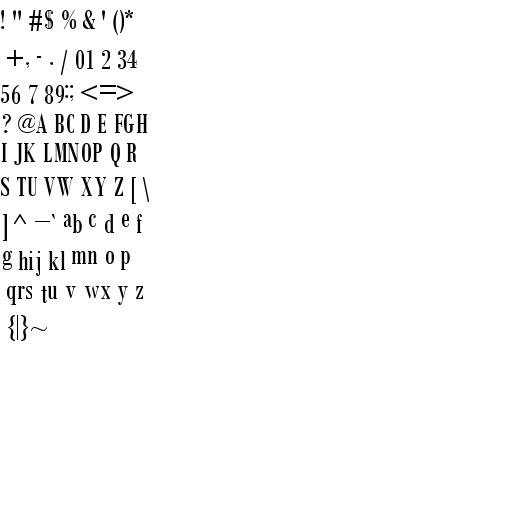 ! " #$ % & ' ()*
+, - . / 01 2 34
56 7 89:; <=>
? @A BC D E FGH
I JK LMNOP Q R
S TU VW XY Z [ \
] ^ _` ab c d e f
g hij kl mn o p
qrs tu v wx y z
{|}~